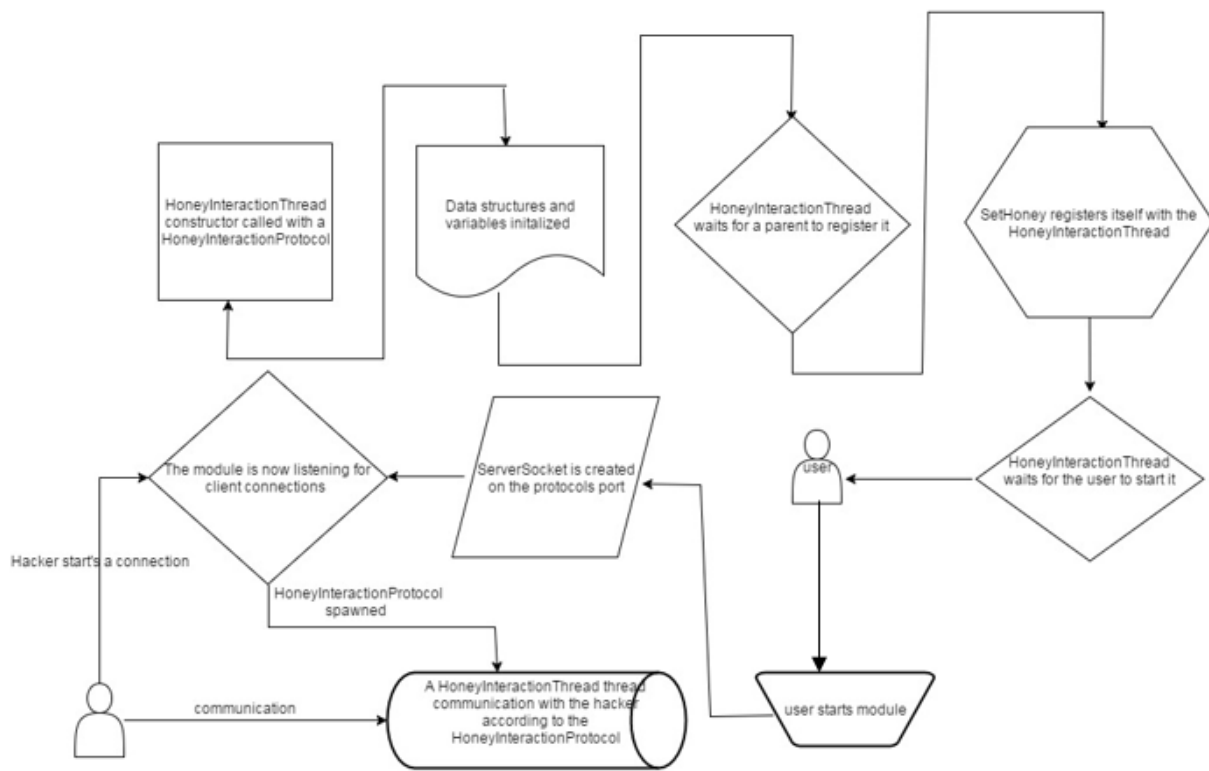 HoneyInteractionThread
constructor called with a
HoneyInteractionProtocol
Data structures and
variables initalized
HoneyInteractionThread
waits for a parent to register it
SetHoney registers itself with the
HoneyInteractionThread
The module is now listening for
client connections
ServerSocket is created
on the protocols port
user
HoneyInteractionThread
waits for the user to start it
Hacker start's a connection
HoneyInteractionProtocol
spawned
communication
A HoneyInteractionThread thread
communication with the hacker
according to the
HoneyInteractionProtocol
user starts module